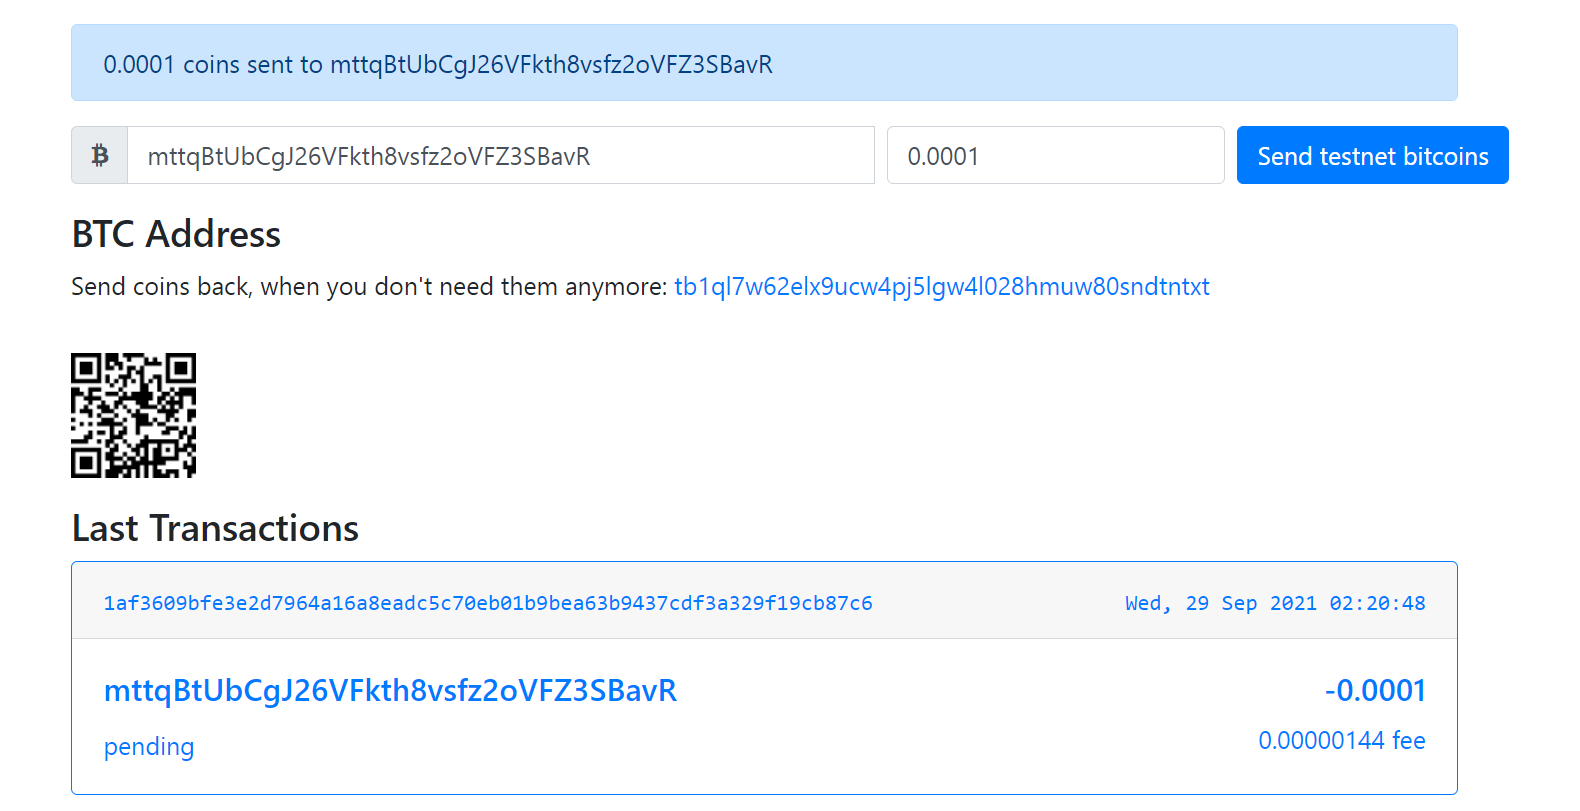 0.0001 coins sent to mttqBtUbCgJ26VFkth8vsfz2oVFZ3SBavR
mttqBtUbCgJ26VFkth8vsfz2oVFZ3SBavR 0.0001 Send testnet bitcoins
BTC Address
Send coins back, when you don't need them anymore: tb1ql7w62elx9ucw4pj5lgw4l028hmuw80sndtntxt
Last Transactions
1af3609bfe3e2d7964a16a8eadc5c70eb01b9bea63b9437cdf3a329f19cb87c6 Wed, 29 Sep 2021 02:20:48
mttqBtUbCgJ26VFkth8vsfz2oVFZ3SBavR -0.0001
pending 0.00000144 fee